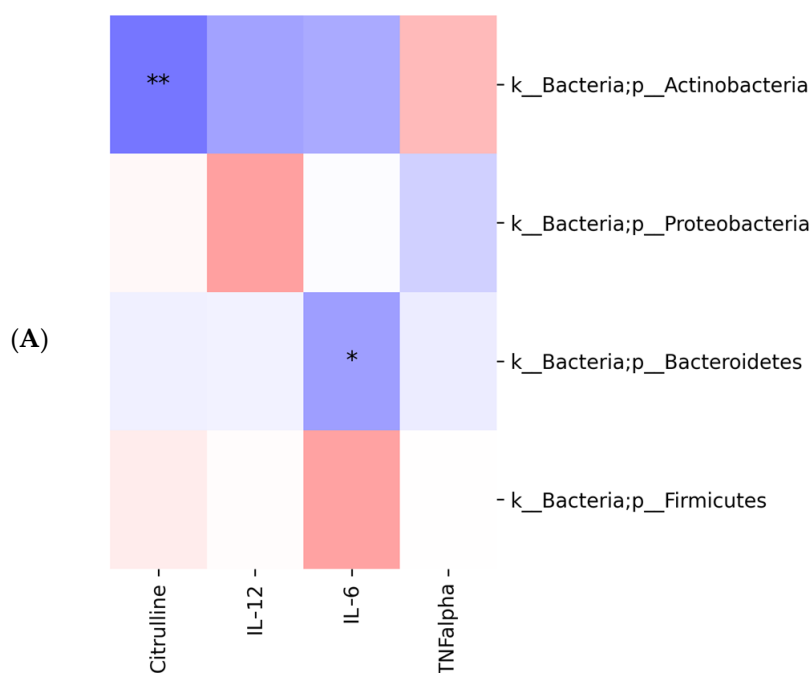 **
k__Bacteria;p__Actinobacteria
k__Bacteria;p__Proteobacteria
(A)
*
k__Bacteria;p__Bacteroidetes
k__Bacteria;p__Firmicutes
Citrulline
IL-12
IL-6
TNFalpha